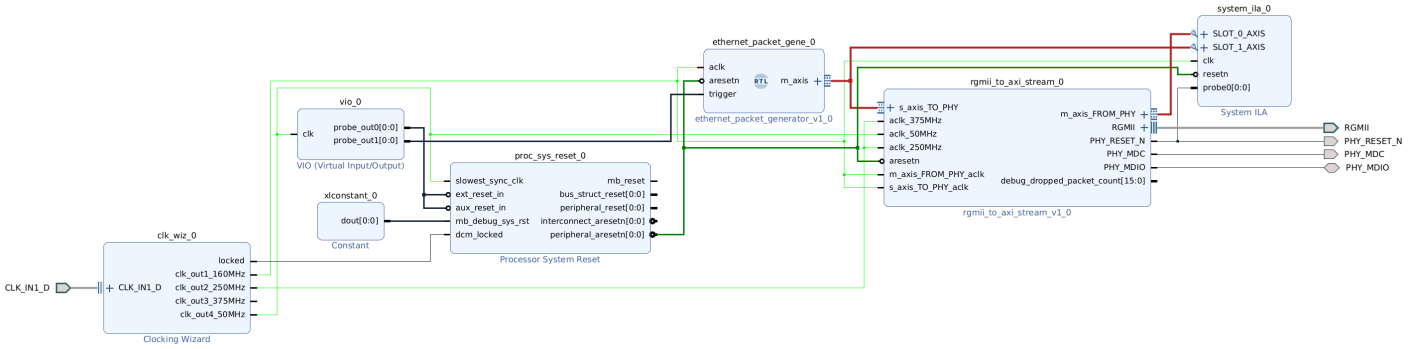 system_ila_0
SLOT_0_AXIS
SLOT_1_AXIS
clk
resetn
probe0[0:0]
System ILA
ethernet_packet_gene_0
aclk
aresetn
trigger
RTL
m_axis
ethernet_packet_generator_v1_0
rgmii_to_axi_stream_0
s_axis_TO_PHY
aclk_375MHz
aclk_50MHz
aclk_250MHz
aresetn
m_axis_FROM_PHY_aclk
s_axis_TO_PHY_aclk
m_axis_FROM_PHY
RGMII
PHY_RESET_N
PHY_MDC
PHY_MDIO
debug_dropped_packet_count[15:0]
rgmii_to_axi_stream_v1_0
RGMII
PHY_RESET_N
PHY_MDC
PHY_MDIO
vio_0
clk
probe_out0[0:0]
probe_out1[0:0]
VIO (Virtual Input/Output)
proc_sys_reset_0
slowest_sync_clk
ext_reset_in
aux_reset_in
mb_debug_sys_rst
dcm_locked
mb_reset
bus_struct_reset[0:0]
peripheral_reset[0:0]
interconnect_aresetn[0:0]
peripheral_aresetn[0:0]
Processor System Reset
xlconstant_0
dout[0:0]
Constant
clk_wiz_0
CLK_IN1_D
CLK_IN1_D
locked
clk_out1_160MHz
clk_out2_250MHz
clk_out3_375MHz
clk_out4_50MHz
Clocking Wizard